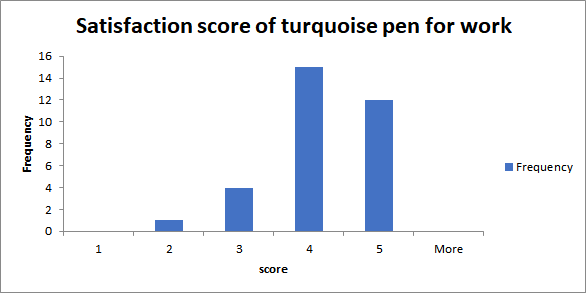 Satisfaction score of turquoise pen for work
16
14
12
10
8
6
4
2
0
Frequency
1 2 3 4 5 More
score
Frequency